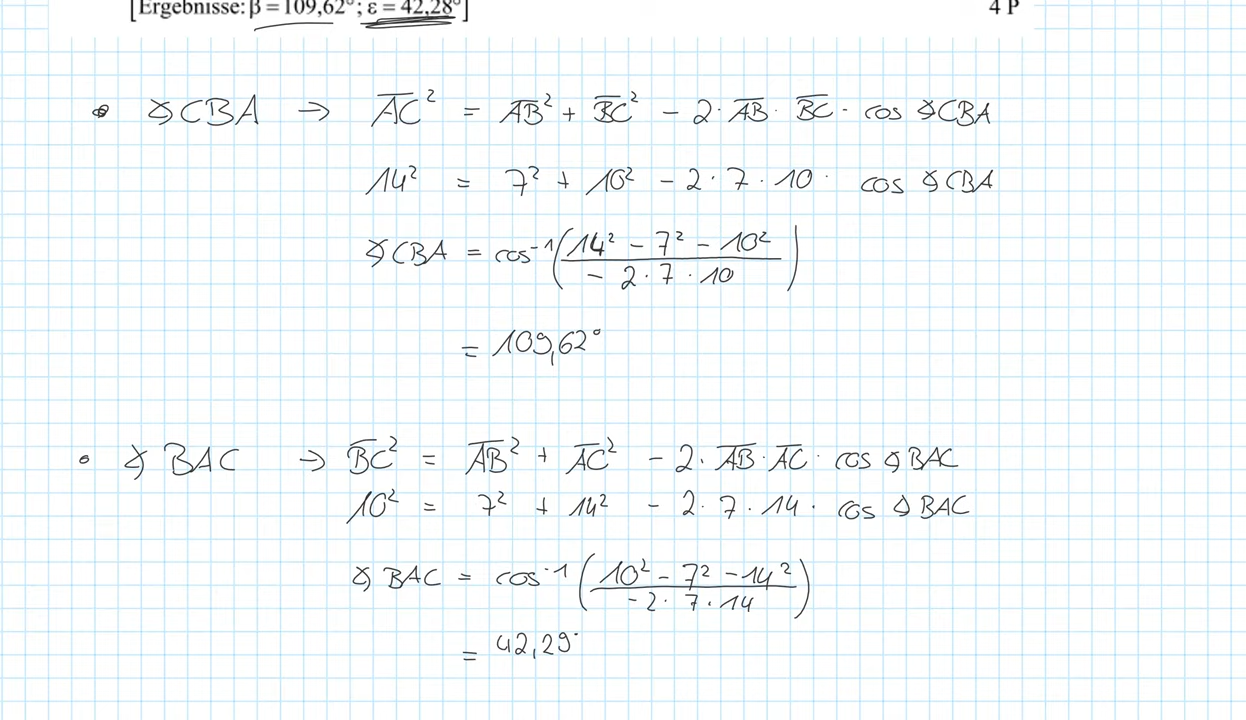 [Ergebnisse: β = 109,62°; ε = 42,28°] 4 P
• ∢CBA → AC² = AB² + BC² - 2 · AB · BC · cos ∢CBA
14² = 7² + 10² - 2 · 7 · 10 · cos ∢CBA
∢CBA = cos⁻¹(14² - 7² - 10² / - 2 · 7 · 10)
= 109,62°
• ∢BAC → BC² = AB² + AC² - 2 · AB · AC · cos ∢BAC
10² = 7² + 14² - 2 · 7 · 14 · cos ∢BAC
∢BAC = cos⁻¹(10² - 7² - 14² / -2 · 7 · 14)
= 42,29°